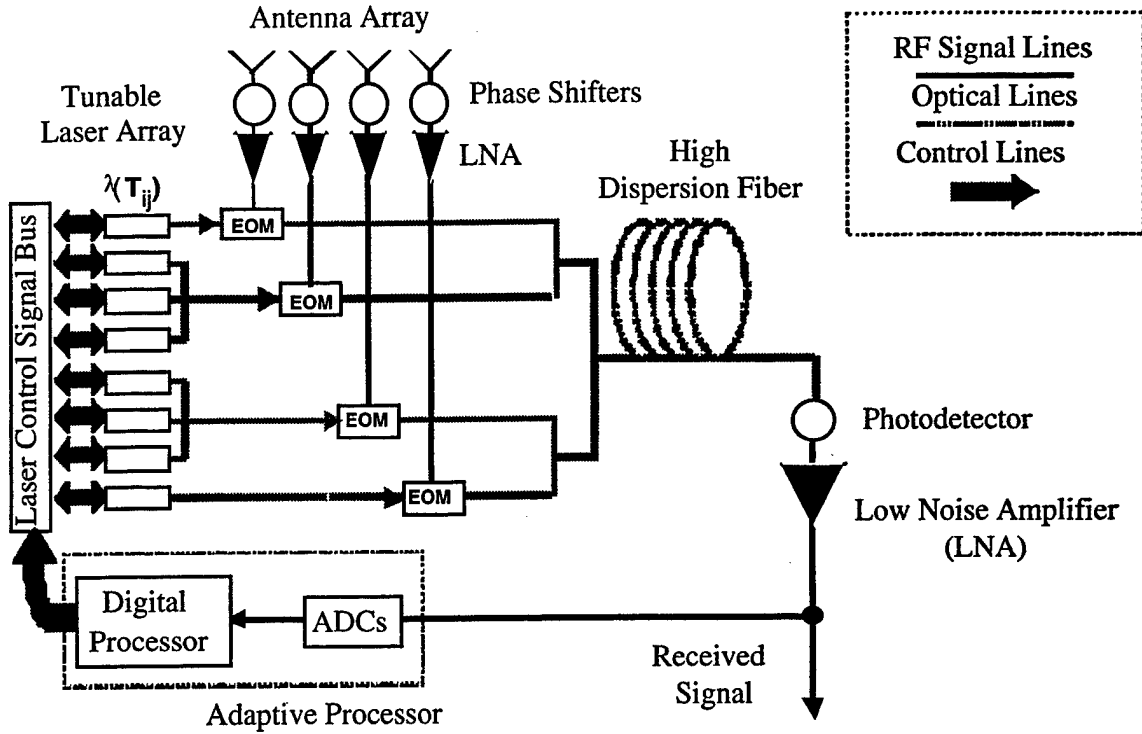 Antenna Array
RF Signal Lines
Optical Lines
Control Lines
Tunable
Laser Array
Phase Shifters
LNA
High
Dispersion Fiber
λ(Tij)
Laser Control Signal Bus
EOM
EOM
EOM
EOM
Photodetector
Low Noise Amplifier
(LNA)
Digital
Processor
ADCs
Received
Signal
Adaptive Processor